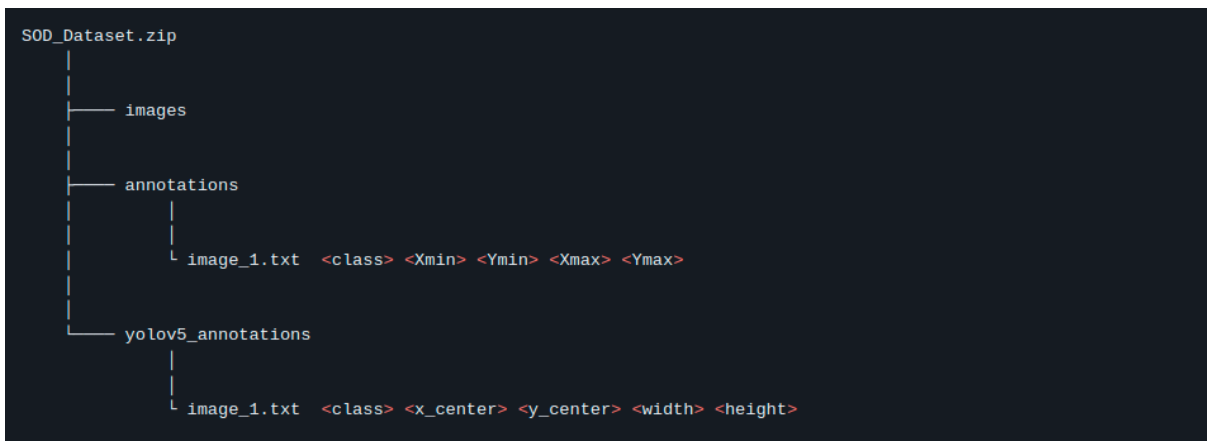 SOD_Dataset.zip
images
annotations
image_1.txt <class> <Xmin> <Ymin> <Xmax> <Ymax>
yolov5_annotations
image_1.txt <class> <x_center> <y_center> <width> <height>